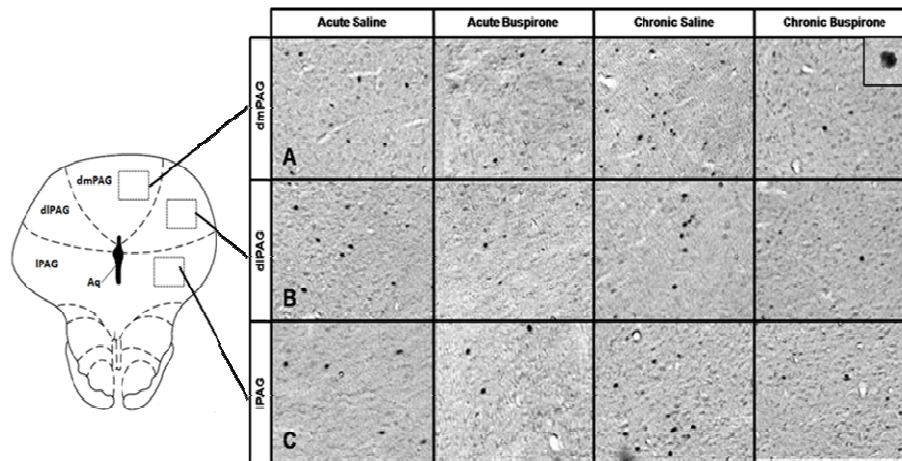 Acute Saline
Acute Buspirone
Chronic Saline
Chronic Buspirone
dmPAG
A
dlPAG
B
lPAG
C
dmPAG
dlPAG
lPAG
Aq